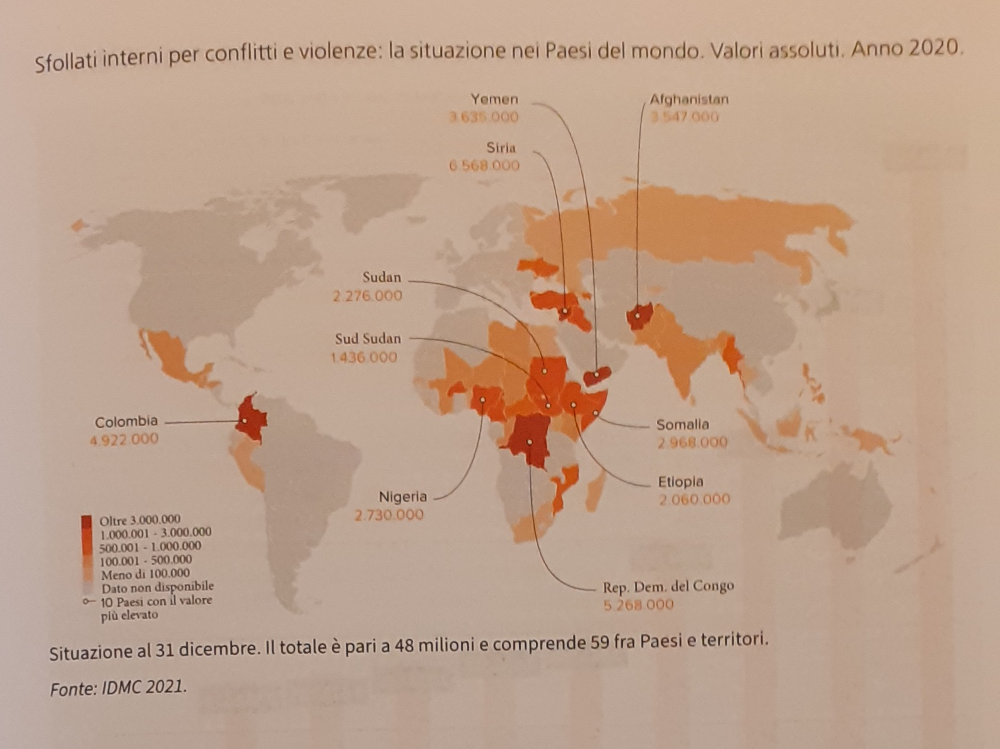 Sfollati interni per conflitti e violenze: la situazione nei Paesi del mondo. Valori assoluti. Anno 2020.
Yemen
3.635.000
Afghanistan
3.547.000
Siria
6.568.000
Sudan
2.276.000
Sud Sudan
1.436.000
Colombia
4.922.000
Somalia
2.968.000
Etiopia
2.060.000
Nigeria
2.730.000
Rep. Dem. del Congo
5.268.000
Oltre 3.000.000
1.000.001 - 3.000.000
500.001 - 1.000.000
100.001 - 500.000
Meno di 100.000
Dato non disponibile
10 Paesi con il valore
più elevato
Situazione al 31 dicembre. Il totale è pari a 48 milioni e comprende 59 fra Paesi e territori.
Fonte: IDMC 2021.